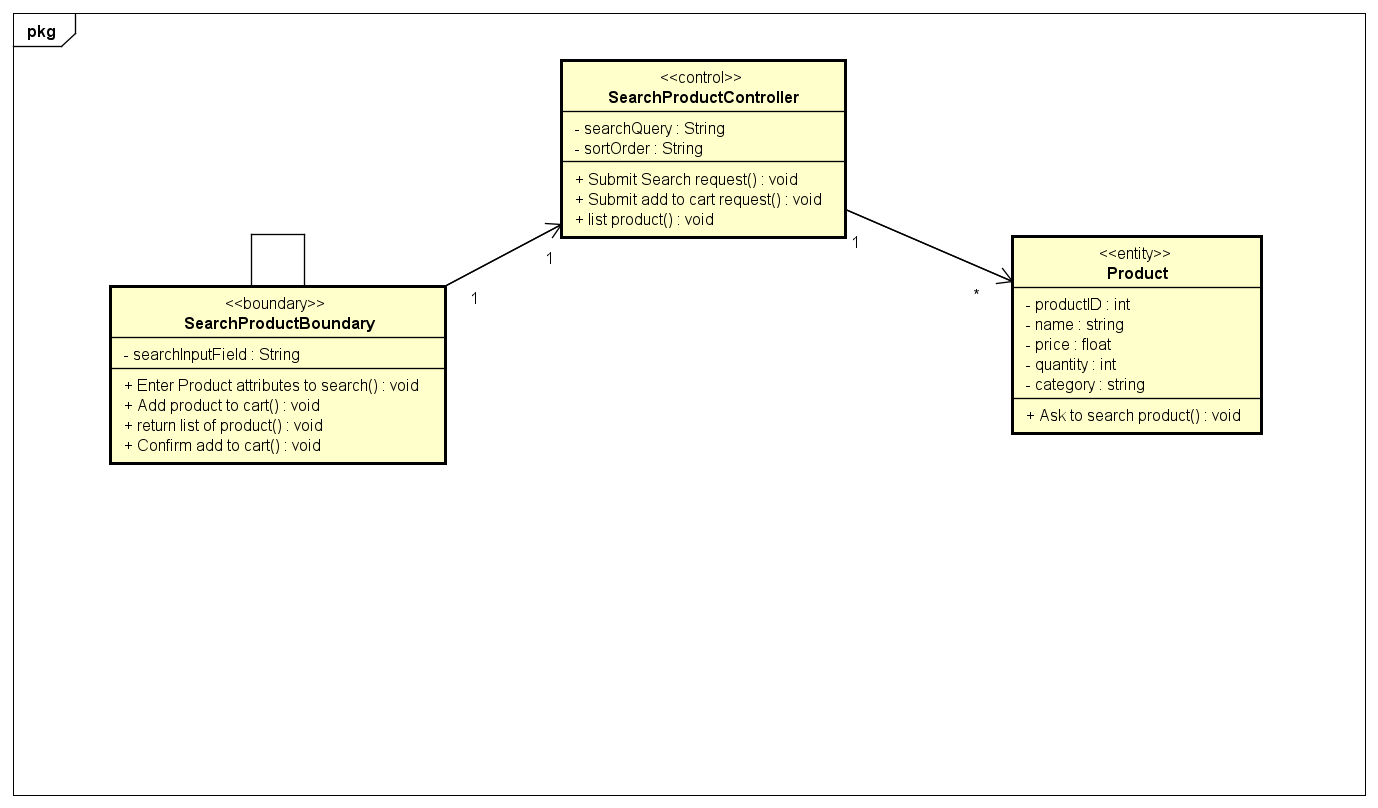 pkg
<<control>>
SearchProductController
- searchQuery : String
- sortOrder : String
+ Submit Search request() : void
+ Submit add to cart request() : void
+ list product() : void
1
1
1
*
<<boundary>>
SearchProductBoundary
- searchInputField : String
+ Enter Product attributes to search() : void
+ Add product to cart() : void
+ return list of product() : void
+ Confirm add to cart() : void
<<entity>>
Product
- productID : int
- name : string
- price : float
- quantity : int
- category : string
+ Ask to search product() : void